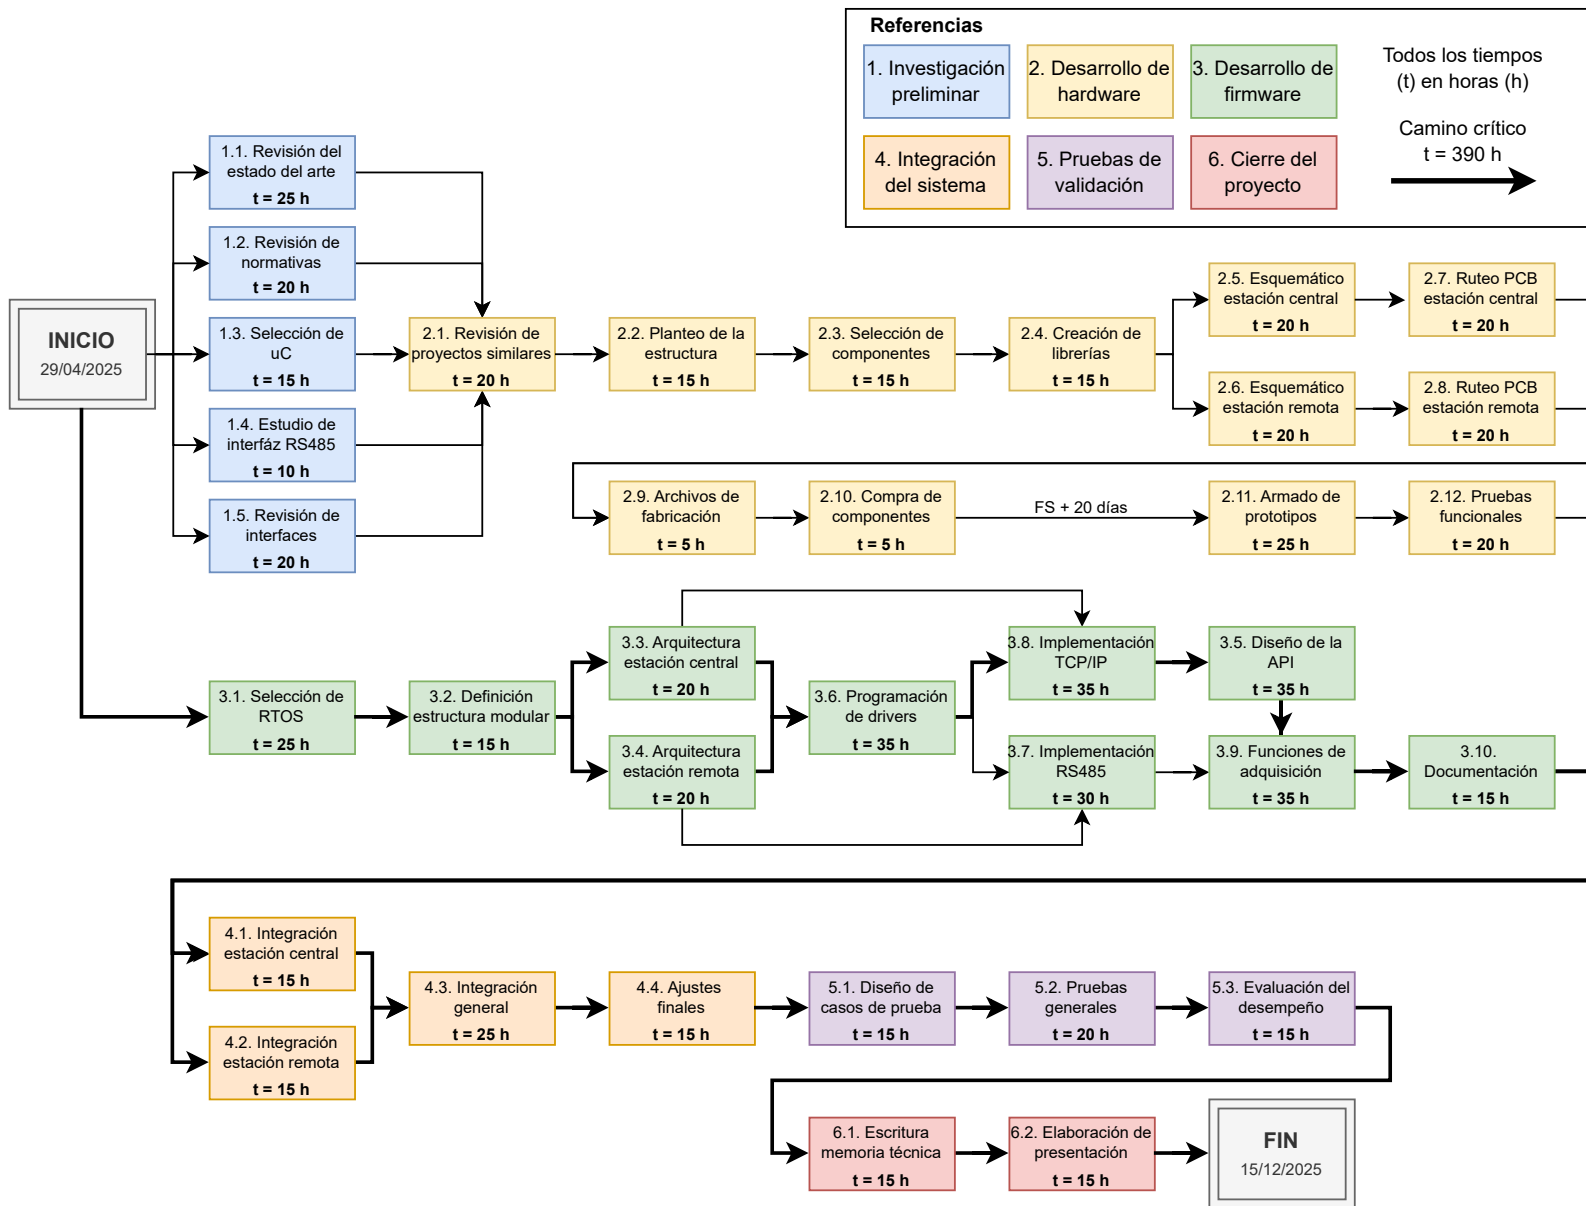 Referencias
1. Investigación
preliminar
2. Desarrollo de
hardware
3. Desarrollo de
firmware
Todos los tiempos
(t) en horas (h)
4. Integración
del sistema
5. Pruebas de
validación
6. Cierre del
proyecto
Camino crítico
t = 390 h
INICIO
29/04/2025
1.1. Revisión del
estado del arte
t = 25 h
1.2. Revisión de
normativas
t = 20 h
1.3. Selección de
uC
t = 15 h
1.4. Estudio de
interfáz RS485
t = 10 h
1.5. Revisión de
interfaces
t = 20 h
2.1. Revisión de
proyectos similares
t = 20 h
2.2. Planteo de la
estructura
t = 15 h
2.3. Selección de
componentes
t = 15 h
2.4. Creación de
librerías
t = 15 h
2.5. Esquemático
estación central
t = 20 h
2.7. Ruteo PCB
estación central
t = 20 h
2.6. Esquemático
estación remota
t = 20 h
2.8. Ruteo PCB
estación remota
t = 20 h
2.9. Archivos de
fabricación
t = 5 h
2.10. Compra de
componentes
t = 5 h
FS + 20 días
2.11. Armado de
prototipos
t = 25 h
2.12. Pruebas
funcionales
t = 20 h
3.1. Selección de
RTOS
t = 25 h
3.2. Definición
estructura modular
t = 15 h
3.3. Arquitectura
estación central
t = 20 h
3.4. Arquitectura
estación remota
t = 20 h
3.6. Programación
de drivers
t = 35 h
3.8. Implementación
TCP/IP
t = 35 h
3.7. Implementación
RS485
t = 30 h
3.5. Diseño de la
API
t = 35 h
3.9. Funciones de
adquisición
t = 35 h
3.10.
Documentación
t = 15 h
4.1. Integración
estación central
t = 15 h
4.2. Integración
estación remota
t = 15 h
4.3. Integración
general
t = 25 h
4.4. Ajustes
finales
t = 15 h
5.1. Diseño de
casos de prueba
t = 15 h
5.2. Pruebas
generales
t = 20 h
5.3. Evaluación del
desempeño
t = 15 h
6.1. Escritura
memoria técnica
t = 15 h
6.2. Elaboración de
presentación
t = 15 h
FIN
15/12/2025